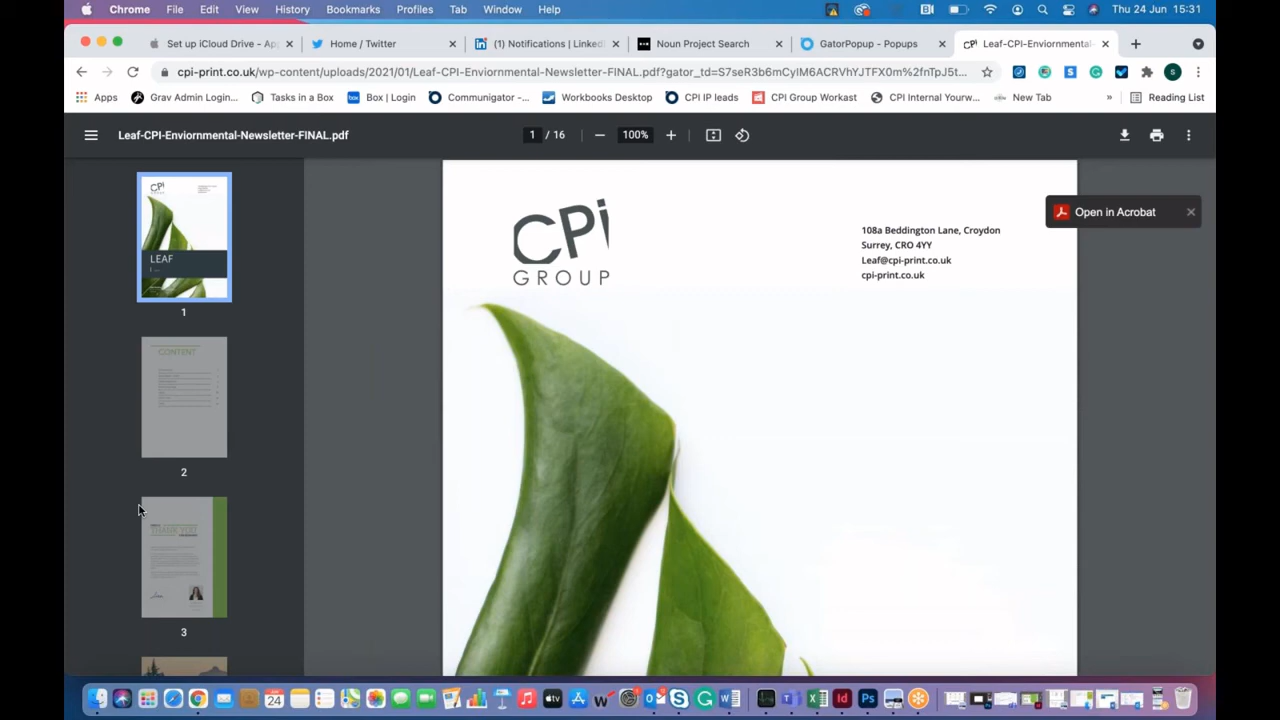 Chrome File Edit View History Bookmarks Profiles Tab Window Help Thu 24 Jun 15:31
Set up iCloud Drive - App Home / Twitter (1) Notifications | LinkedI Noun Project Search GatorPopup - Popups Leaf-CPI-Enviornmental-
cpi-print.co.uk/wp-content/uploads/2021/01/Leaf-CPI-Enviornmental-Newsletter-FINAL.pdf?gator_td=S7seR3b6mCyIM6ACRVhYJTFX0m%2fnTpJ5t...
Apps Grav Admin Login... Tasks in a Box Box | Login Communigator -... Workbooks Desktop CPI IP leads CPI Group Workast CPI Internal Yourw... New Tab » Reading List
Leaf-CPI-Enviornmental-Newsletter-FINAL.pdf 1 / 16 100%
Open in Acrobat
CPi
GROUP
108a Beddington Lane, Croydon
Surrey, CRO 4YY
Leaf@cpi-print.co.uk
cpi-print.co.uk
CPi
LEAF
1
CONTENT
2
THANK YOU
3